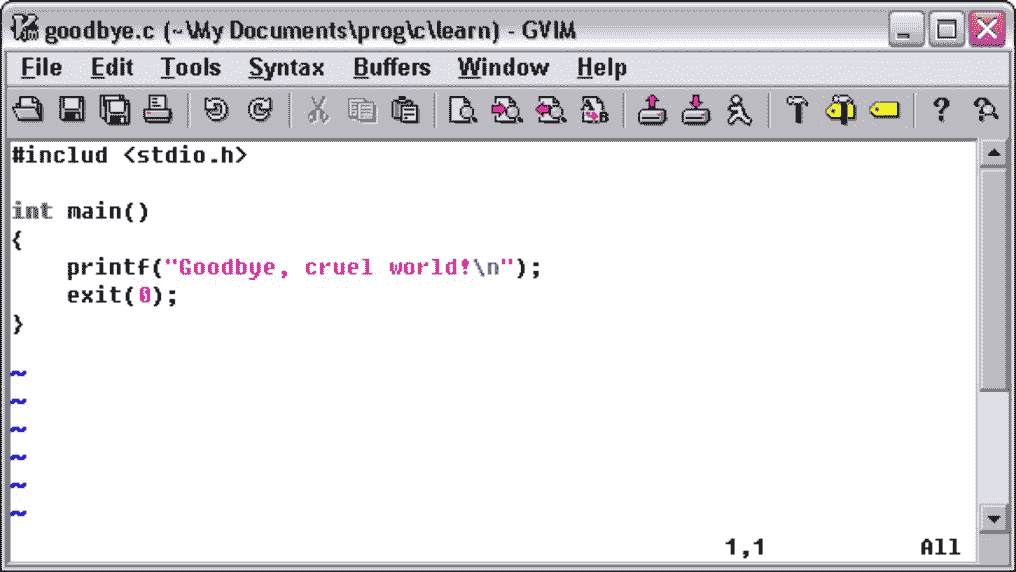 goodbye.c (~\My Documents\prog\c\learn) - GVIM
File Edit Tools Syntax Buffers Window Help
#includ <stdio.h>
int main()
{
    printf("Goodbye, cruel world!\n");
    exit(0);
}
~
~
~
~
~
~
1,1 All